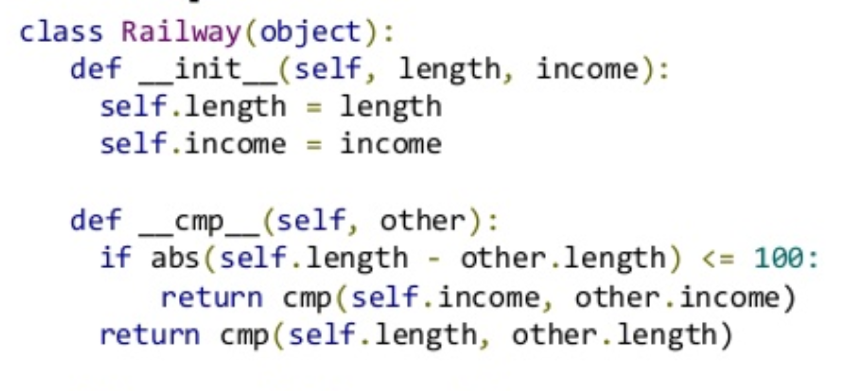 class Railway(object):
def __init__(self, length, income):
self.length = length
self.income = income
def __cmp__(self, other):
if abs(self.length - other.length) <= 100:
return cmp(self.income, other.income)
return cmp(self.length, other.length)